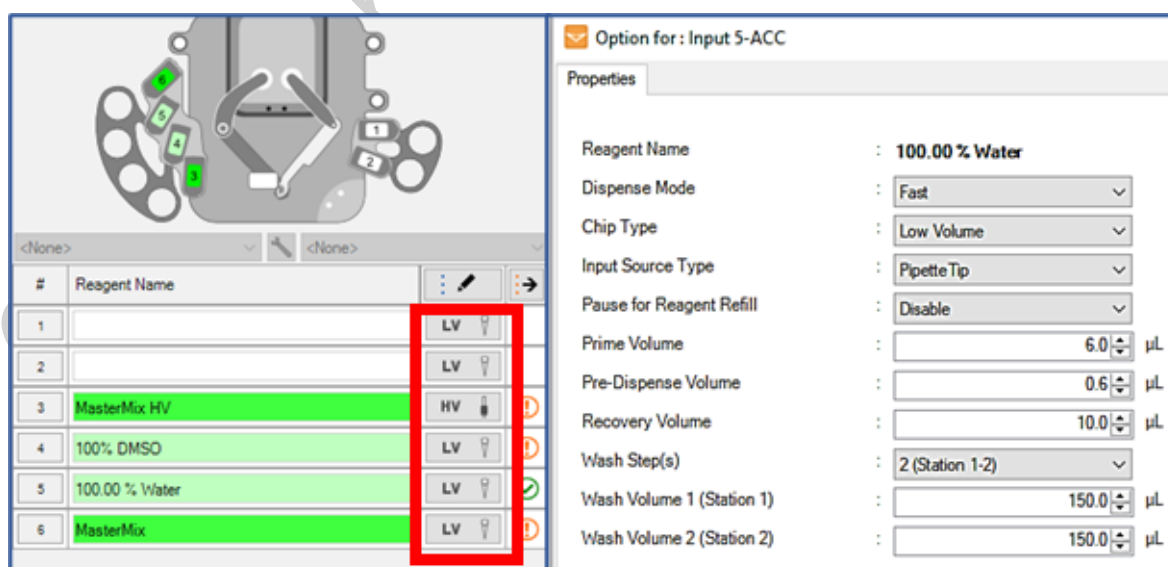 6
5
4
3
1
2
<None> <None>
# Reagent Name
1 LV
2 LV
3 MasterMix HV HV
4 100% DMSO LV
5 100.00 % Water LV
6 MasterMix LV
Option for : Input 5-ACC
Properties
Reagent Name : 100.00 % Water
Dispense Mode : Fast
Chip Type : Low Volume
Input Source Type : PipetteTip
Pause for Reagent Refill : Disable
Prime Volume : 6.0 µL
Pre-Dispense Volume : 0.6 µL
Recovery Volume : 10.0 µL
Wash Step(s) : 2 (Station 1-2)
Wash Volume 1 (Station 1) : 150.0 µL
Wash Volume 2 (Station 2) : 150.0 µL